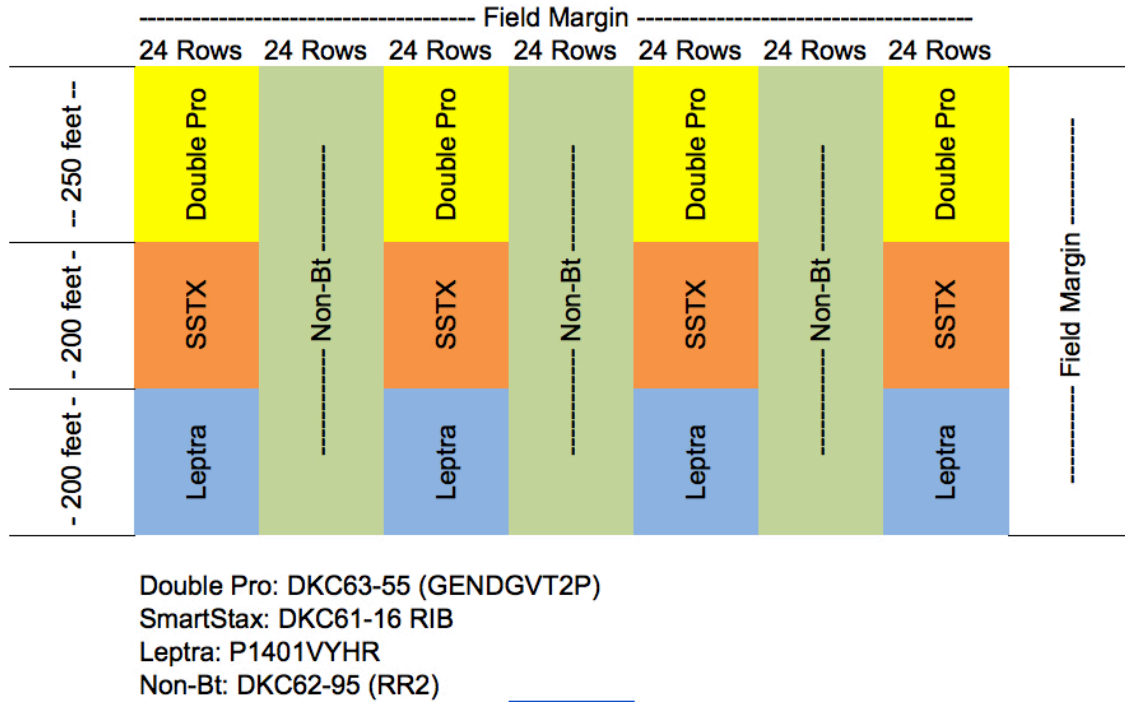 ----------------------------------- Field Margin -----------------------------------
24 Rows 24 Rows 24 Rows 24 Rows 24 Rows 24 Rows 24 Rows
-- 250 feet --
Double Pro
Double Pro
Double Pro
Double Pro
- 200 feet -
SSTX
SSTX
SSTX
SSTX
- 200 feet -
Leptra
Leptra
Leptra
Leptra
------------- Non-Bt -------------
------------- Non-Bt -------------
------------- Non-Bt -------------
------------- Field Margin -------------
Double Pro: DKC63-55 (GENDGVT2P)
SmartStax: DKC61-16 RIB
Leptra: P1401VYHR
Non-Bt: DKC62-95 (RR2)